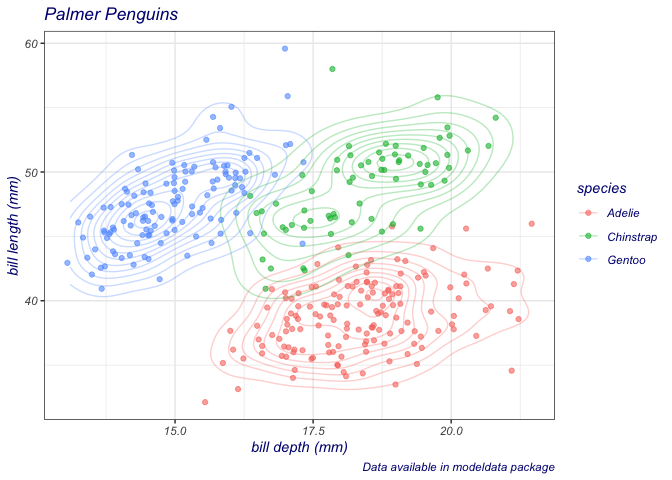 Palmer Penguins
60
50
40
bill length (mm)
15.0 17.5 20.0
bill depth (mm)
species
Adelie
Chinstrap
Gentoo
Data available in modeldata package